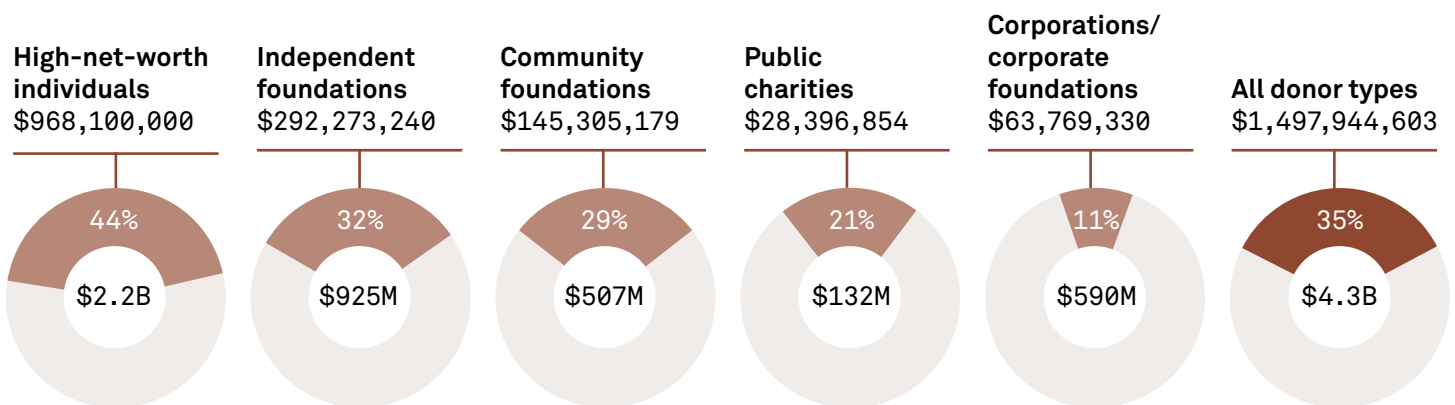 High-net-worth
individuals
$968,100,000
44%
$2.2B
Independent
foundations
$292,273,240
32%
$925M
Community
foundations
$145,305,179
29%
$507M
Public
charities
$28,396,854
21%
$132M
Corporations/
corporate
foundations
$63,769,330
11%
$590M
All donor types
$1,497,944,603
35%
$4.3B